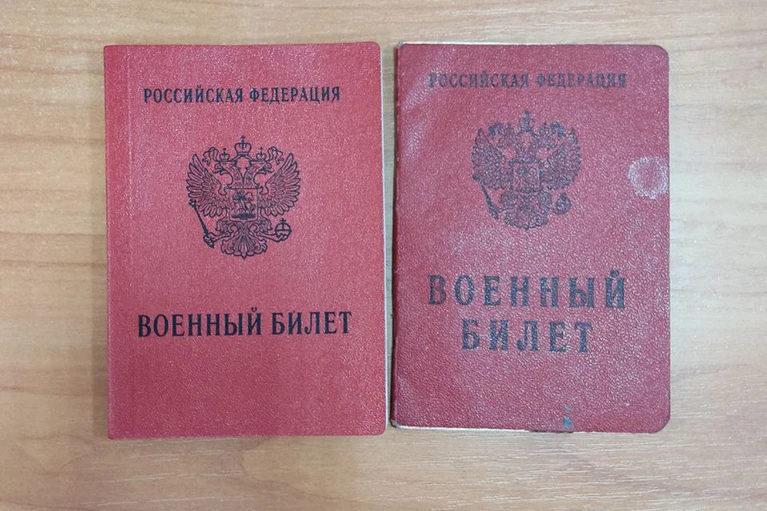 РОССИЙСКАЯ ФЕДЕРАЦИЯ
ВОЕННЫЙ БИЛЕТ
РОССИЙСКАЯ ФЕДЕРАЦИЯ
ВОЕННЫЙ
БИЛЕТ